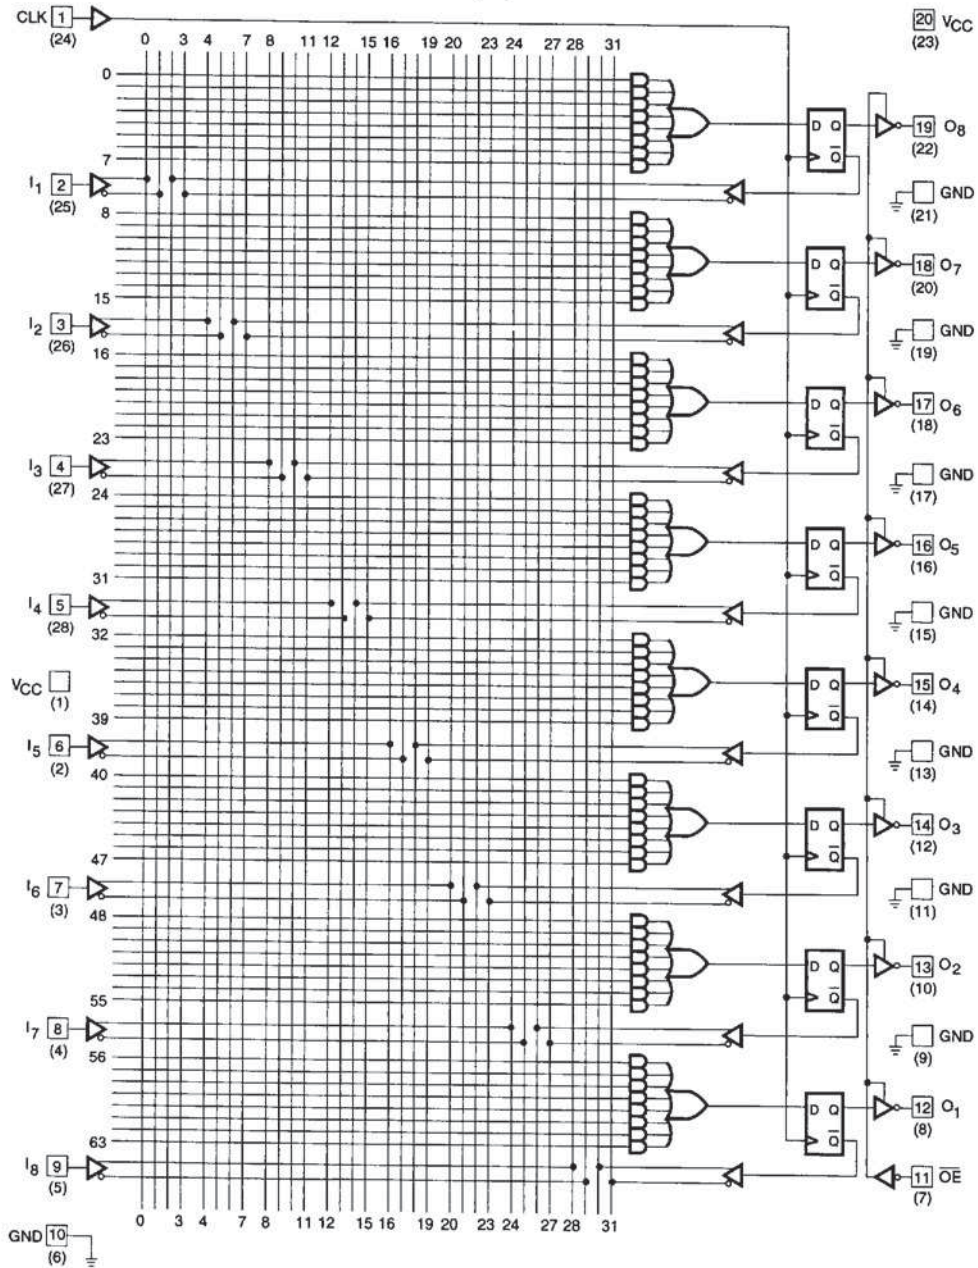 CLK 1 (24)
20 VCC (23)
0 3 4 7 8 11 12 15 16 19 20 23 24 27 28 31
0
7
D Q
Q̅
19 O8 (22)
I1 2 (25)
GND (21)
8
15
D Q
Q̅
18 O7 (20)
I2 3 (26)
GND (19)
16
23
D Q
Q̅
17 O6 (18)
I3 4 (27)
GND (17)
24
31
D Q
Q̅
16 O5 (16)
I4 5 (28)
GND (15)
32
VCC (1)
39
D Q
Q̅
15 O4 (14)
I5 6 (2)
GND (13)
40
47
D Q
Q̅
14 O3 (12)
I6 7 (3)
GND (11)
48
55
D Q
Q̅
13 O2 (10)
I7 8 (4)
GND (9)
56
63
D Q
Q̅
12 O1 (8)
I8 9 (5)
11 O̅E̅ (7)
0 3 4 7 8 11 12 15 16 19 20 23 24 27 28 31
GND 10 (6)